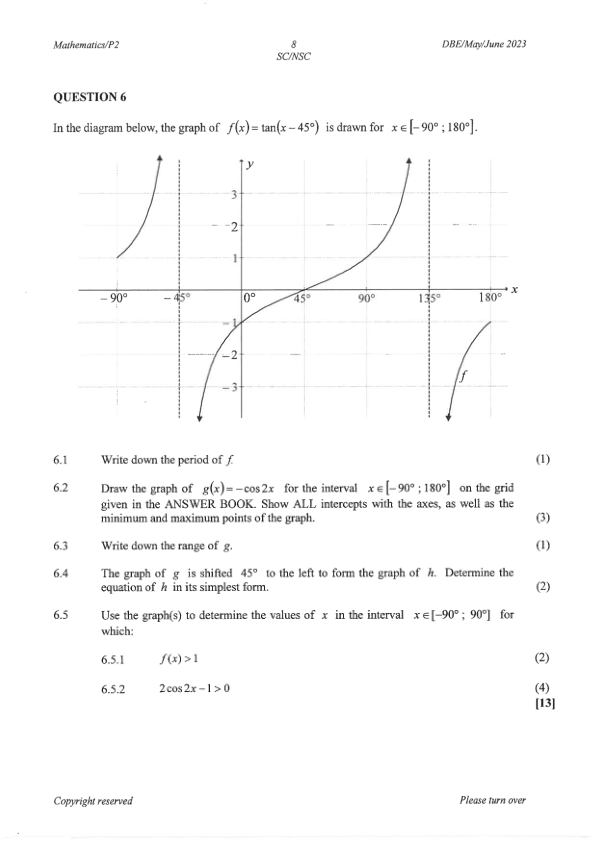 Mathematics/P2 8 DBE/May/June 2023
SC/NSC
QUESTION 6
In the diagram below, the graph of f(x) = tan(x − 45°) is drawn for x ∈ [− 90° ; 180°].
y
3
2
1
− 90° − 45° 0° 45° 90° 135° 180° x
− 1
− 2
− 3
f
6.1 Write down the period of f. (1)
6.2 Draw the graph of g(x) = −cos 2x for the interval x ∈ [− 90° ; 180°] on the grid
given in the ANSWER BOOK. Show ALL intercepts with the axes, as well as the
minimum and maximum points of the graph. (3)
6.3 Write down the range of g. (1)
6.4 The graph of g is shifted 45° to the left to form the graph of h. Determine the
equation of h in its simplest form. (2)
6.5 Use the graph(s) to determine the values of x in the interval x ∈ [−90° ; 90°] for
which:
6.5.1 f(x) > 1 (2)
6.5.2 2 cos 2x − 1 > 0 (4)
[13]
Copyright reserved Please turn over